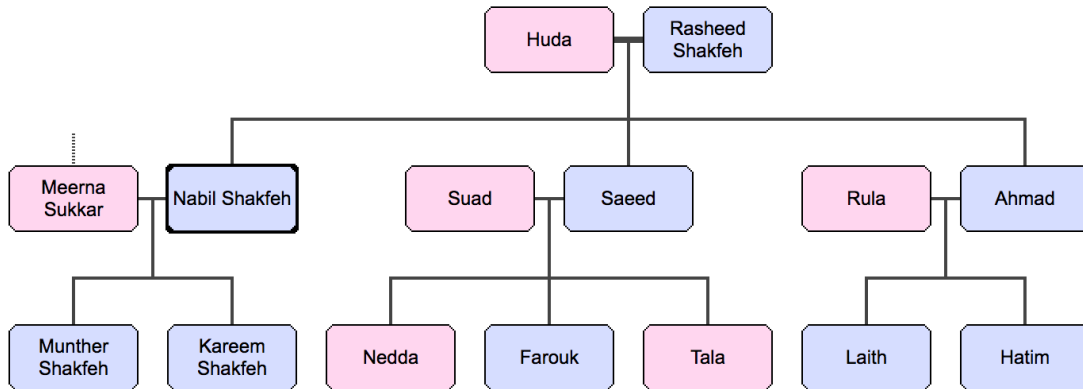 Huda
Rasheed
Shakfeh
Meerna
Sukkar
Nabil Shakfeh
Suad
Saeed
Rula
Ahmad
Munther
Shakfeh
Kareem
Shakfeh
Nedda
Farouk
Tala
Laith
Hatim